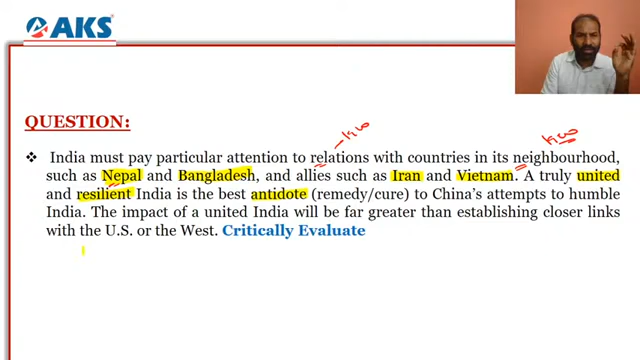 AKS
QUESTION:
❖ India must pay particular attention to relations with countries in its neighbourhood,
such as Nepal and Bangladesh, and allies such as Iran and Vietnam. A truly united
and resilient India is the best antidote (remedy/cure) to China's attempts to humble
India. The impact of a united India will be far greater than establishing closer links
with the U.S. or the West. Critically Evaluate